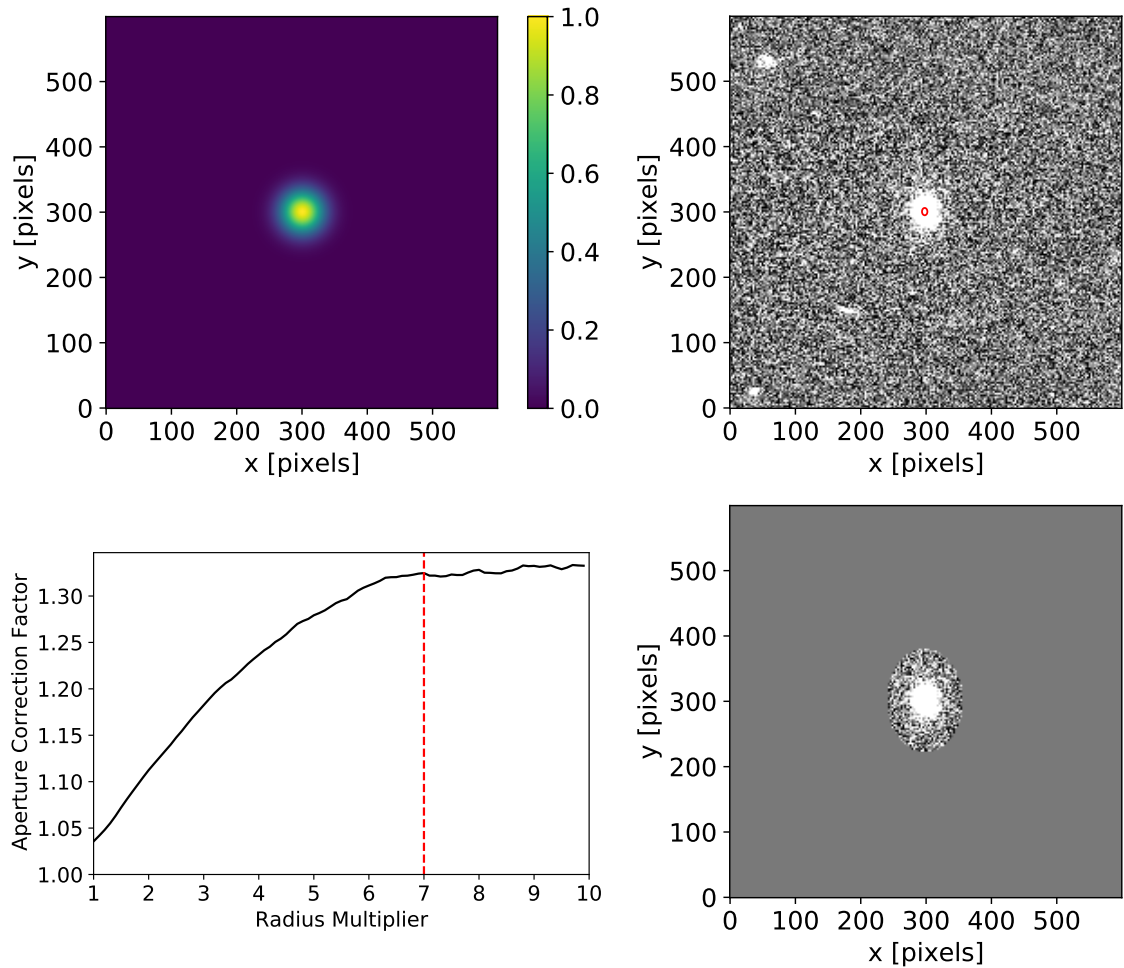 y [pixels]
500
400
300
200
100
0
0 100 200 300 400 500
x [pixels]
1.0
0.8
0.6
0.4
0.2
0.0
y [pixels]
500
400
300
200
100
0
0 100 200 300 400 500
x [pixels]
Aperture Correction Factor
1.30
1.25
1.20
1.15
1.10
1.05
1.00
1 2 3 4 5 6 7 8 9 10
Radius Multiplier
y [pixels]
500
400
300
200
100
0
0 100 200 300 400 500
x [pixels]